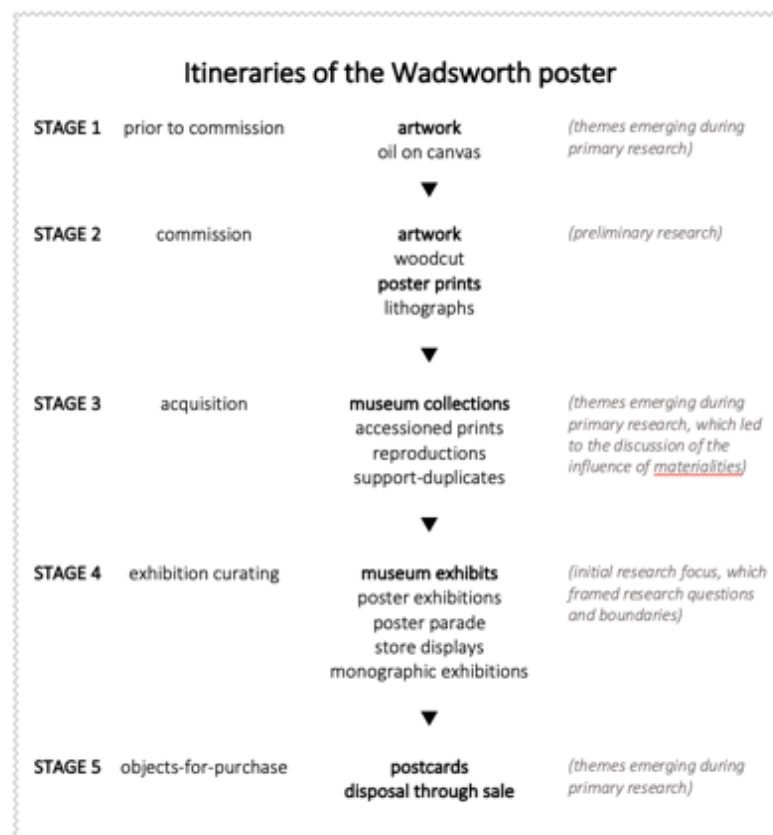 Itineraries of the Wadsworth poster
STAGE 1 prior to commission artwork (themes emerging during
oil on canvas primary research)
STAGE 2 commission artwork (preliminary research)
woodcut
poster prints
lithographs
STAGE 3 acquisition museum collections (themes emerging during
accessioned prints primary research, which led
reproductions to the discussion of the
support-duplicates influence of materialities)
STAGE 4 exhibition curating museum exhibits (initial research focus, which
poster exhibitions framed research questions
poster parade and boundaries)
store displays
monographic exhibitions
STAGE 5 objects-for-purchase postcards (themes emerging during
disposal through sale primary research)